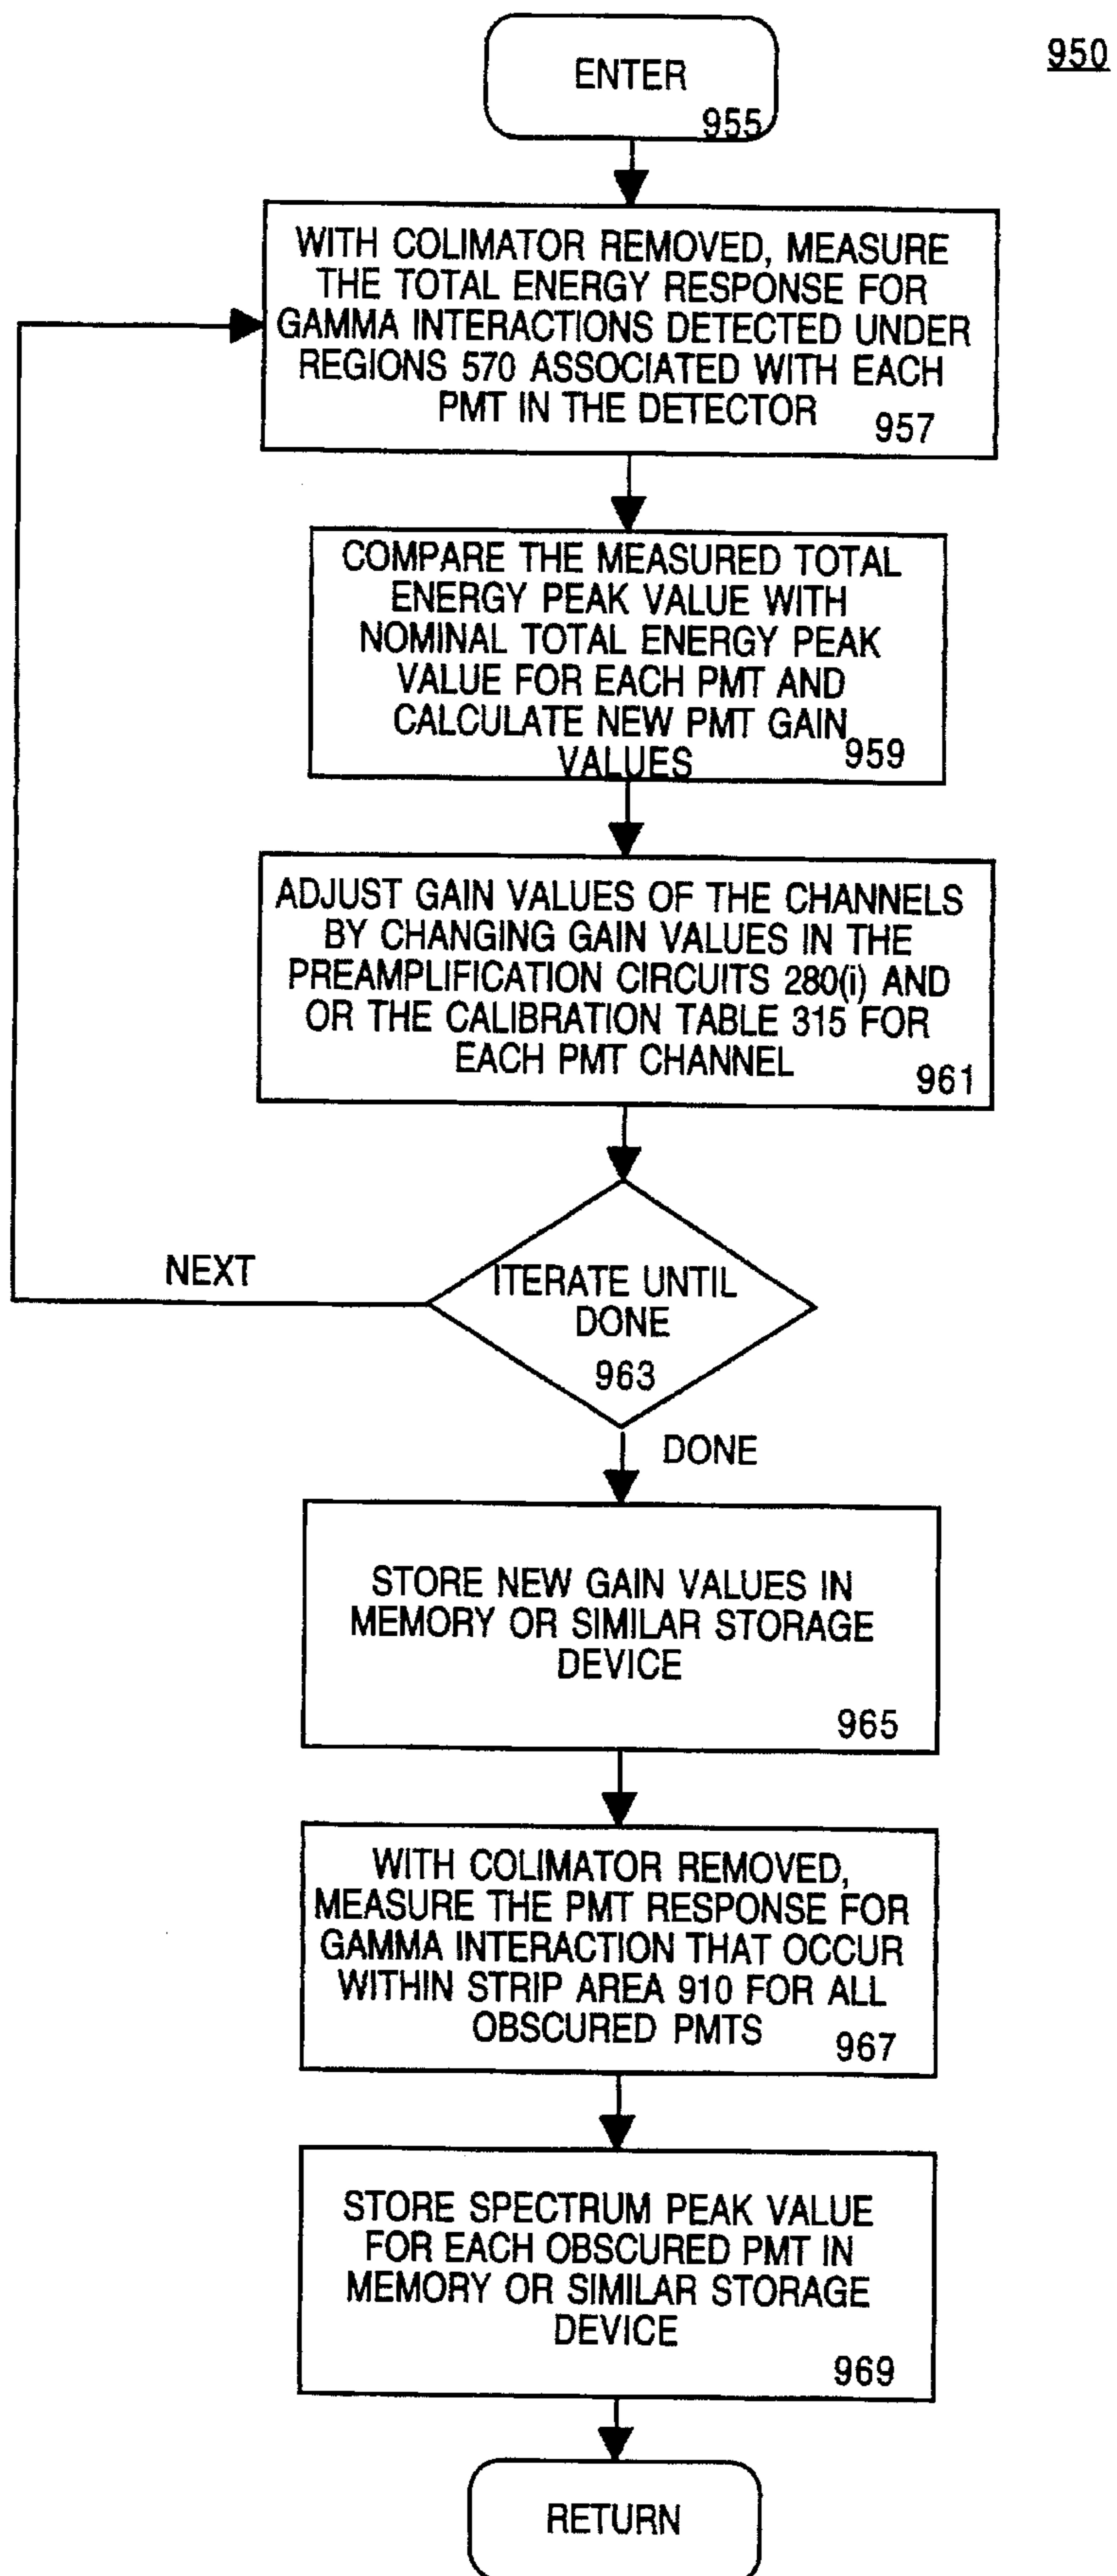 950
ENTER
955
WITH COLIMATOR REMOVED, MEASURE
THE TOTAL ENERGY RESPONSE FOR
GAMMA INTERACTIONS DETECTED UNDER
REGIONS 570 ASSOCIATED WITH EACH
PMT IN THE DETECTOR
957
COMPARE THE MEASURED TOTAL
ENERGY PEAK VALUE WITH
NOMINAL TOTAL ENERGY PEAK
VALUE FOR EACH PMT AND
CALCULATE NEW PMT GAIN
VALUES
959
ADJUST GAIN VALUES OF THE CHANNELS
BY CHANGING GAIN VALUES IN THE
PREAMPLIFICATION CIRCUITS 280(i) AND
OR THE CALIBRATION TABLE 315 FOR
EACH PMT CHANNEL
961
NEXT
ITERATE UNTIL
DONE
963
DONE
STORE NEW GAIN VALUES IN
MEMORY OR SIMILAR STORAGE
DEVICE
965
WITH COLIMATOR REMOVED,
MEASURE THE PMT RESPONSE FOR
GAMMA INTERACTION THAT OCCUR
WITHIN STRIP AREA 910 FOR ALL
OBSCURED PMTS
967
STORE SPECTRUM PEAK VALUE
FOR EACH OBSCURED PMT IN
MEMORY OR SIMILAR STORAGE
DEVICE
969
RETURN